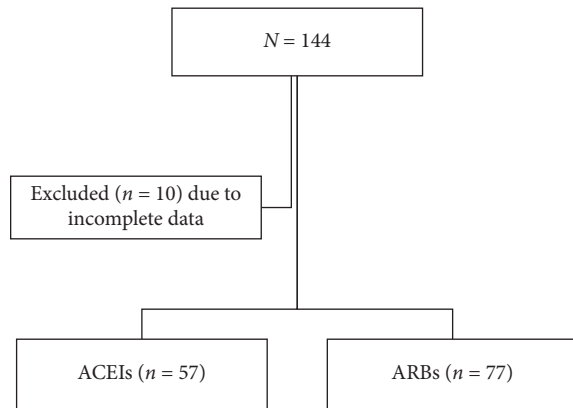 N = 144
Excluded (n = 10) due to
incomplete data
ACEIs (n = 57)
ARBs (n = 77)